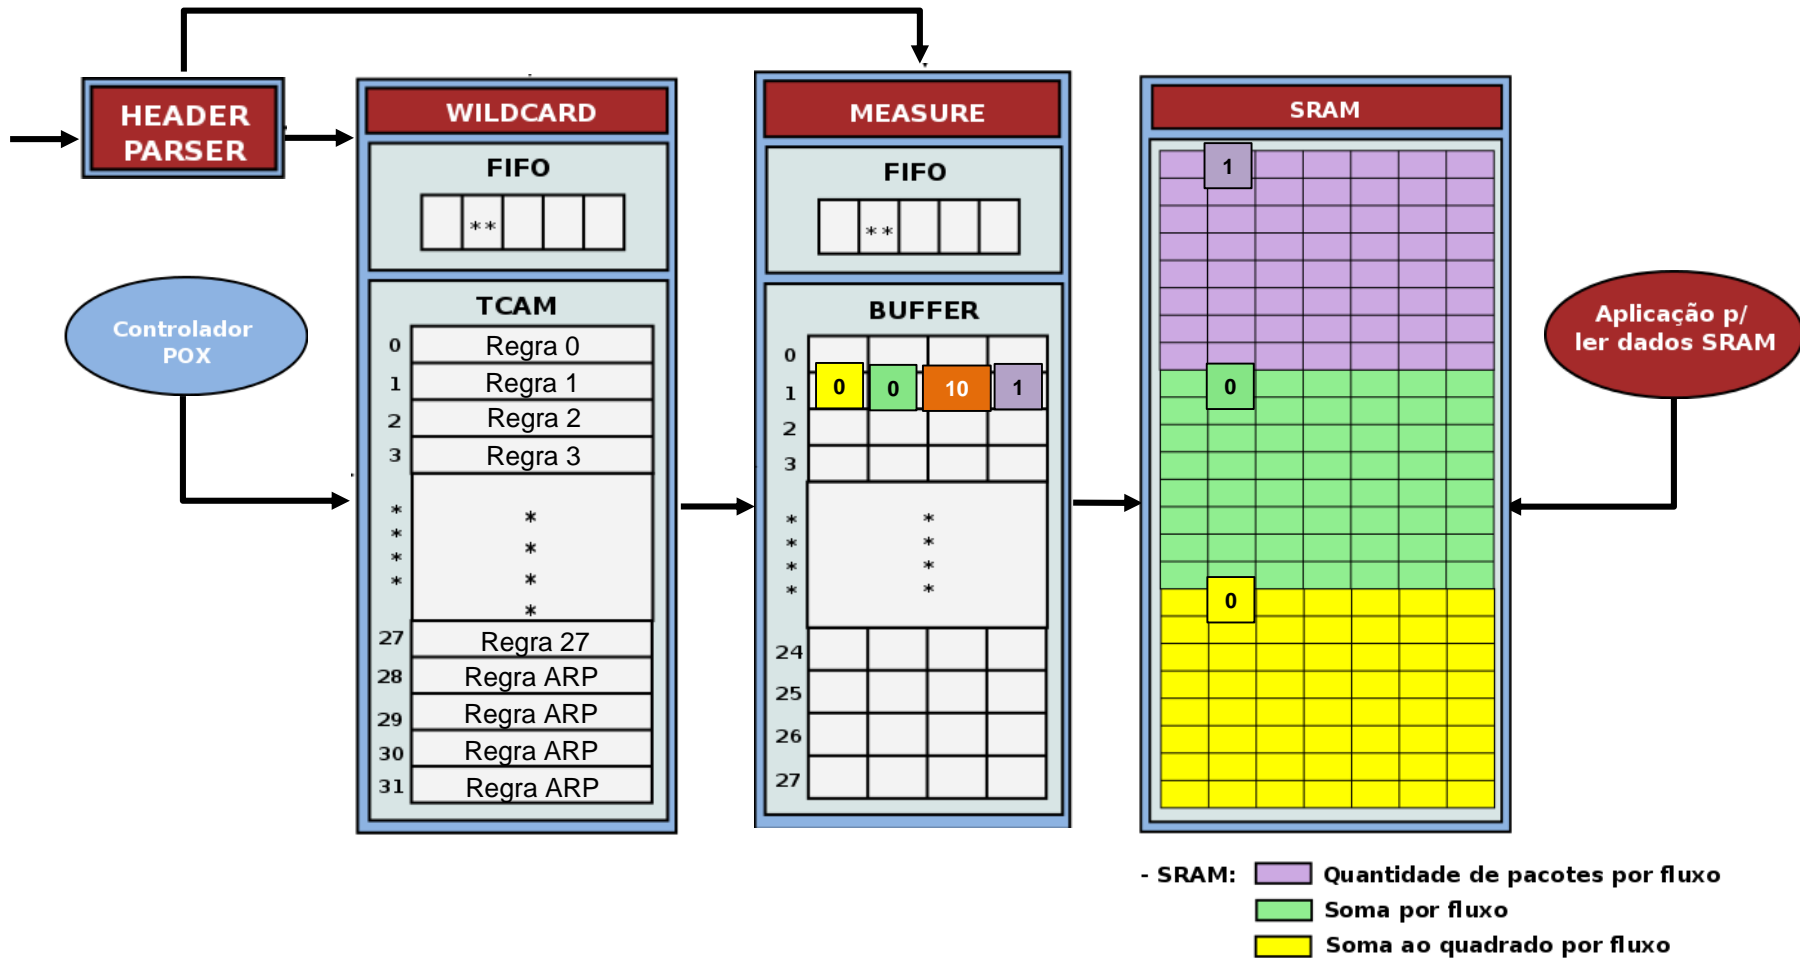 HEADER
PARSER
Controlador
POX
WILDCARD
FIFO
**
TCAM
0 Regra 0
1 Regra 1
2 Regra 2
3 Regra 3
* *
* *
* *
* *
27 Regra 27
28 Regra ARP
29 Regra ARP
30 Regra ARP
31 Regra ARP
MEASURE
FIFO
**
BUFFER
0
1 0 0 10 1
2
3
* *
* *
* *
* *
24
25
26
27
SRAM
1
0
0
Aplicação p/
ler dados SRAM
- SRAM: Quantidade de pacotes por fluxo
Soma por fluxo
Soma ao quadrado por fluxo